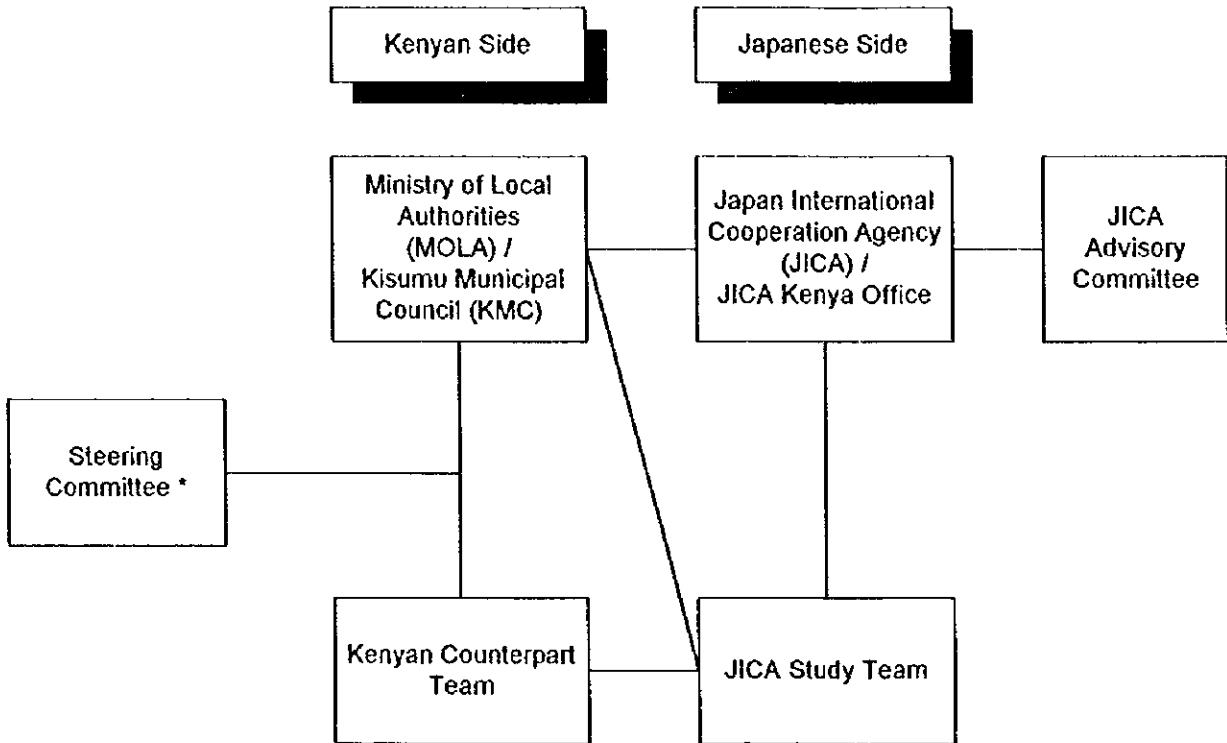 Kenyan Side
Japanese Side
Ministry of Local
Authorities
(MOLA) /
Kisumu Municipal
Council (KMC)
Japan International
Cooperation Agency
(JICA) /
JICA Kenya Office
JICA
Advisory
Committee
Steering
Committee *
Kenyan Counterpart
Team
JICA Study Team